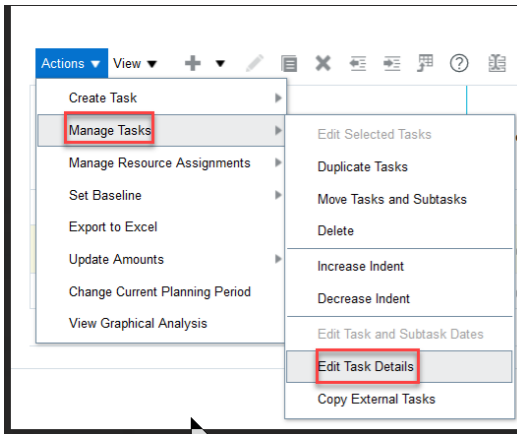 Actions View
Create Task
Manage Tasks
Manage Resource Assignments
Set Baseline
Export to Excel
Update Amounts
Change Current Planning Period
View Graphical Analysis
Edit Selected Tasks
Duplicate Tasks
Move Tasks and Subtasks
Delete
Increase Indent
Decrease Indent
Edit Task and Subtask Dates
Edit Task Details
Copy External Tasks